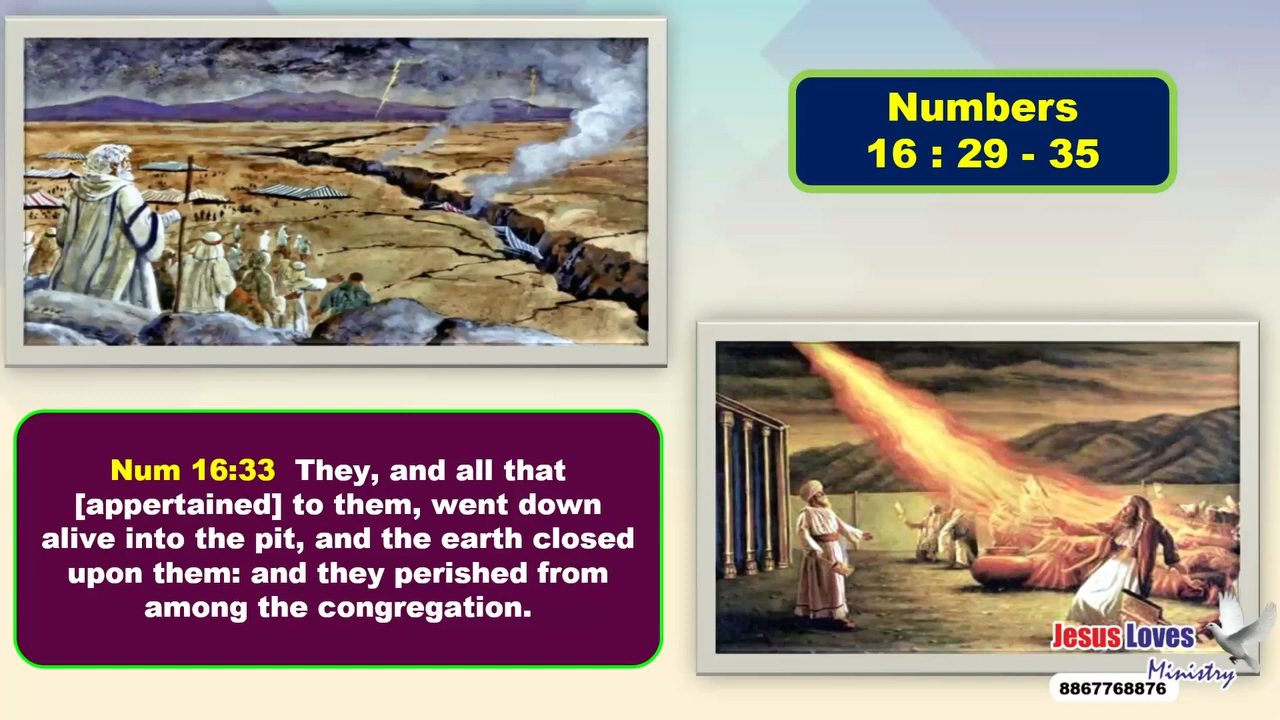 Numbers
16 : 29 - 35
Num 16:33 They, and all that
[appertained] to them, went down
alive into the pit, and the earth closed
upon them: and they perished from
among the congregation.
Jesus Loves
Ministry
8867768876